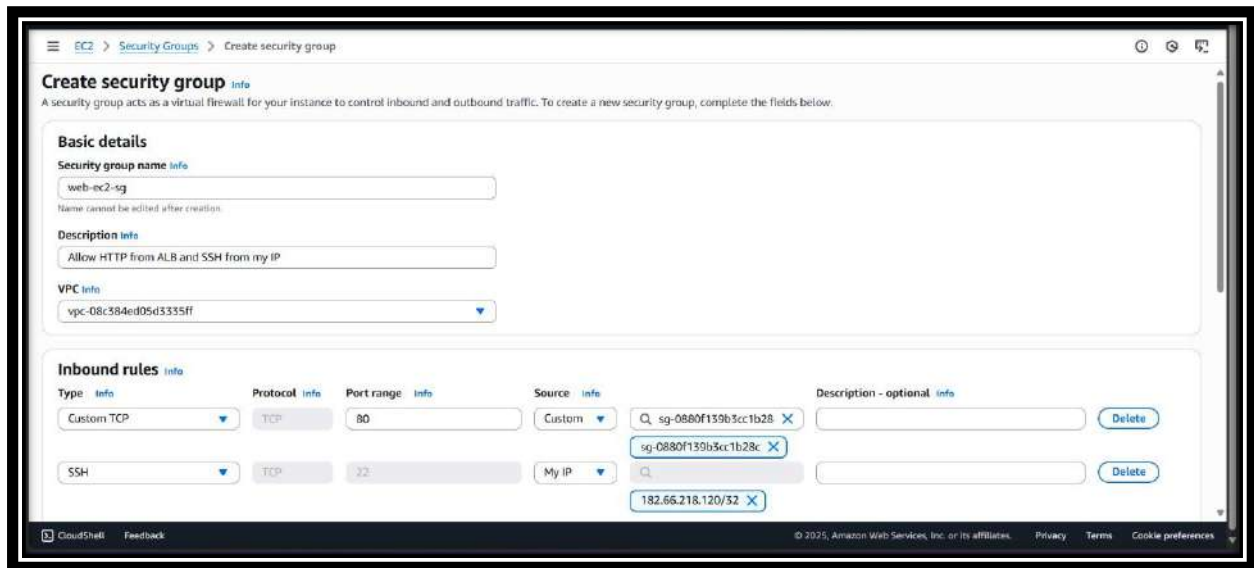 EC2 > Security Groups > Create security group
Create security group Info
A security group acts as a virtual firewall for your instance to control inbound and outbound traffic. To create a new security group, complete the fields below.
Basic details
Security group name Info
web-ec2-sg
Name cannot be edited after creation.
Description Info
Allow HTTP from ALB and SSH from my IP
VPC Info
vpc-08c384ed05d3335ff
Inbound rules Info
Type Info Protocol Info Port range Info Source Info Description - optional Info
Custom TCP TCP 80 Custom sg-0880f139b3cc1b28 Delete
sg-0880f139b3cc1b28c
SSH TCP 22 My IP Delete
182.66.218.120/32
CloudShell Feedback © 2025, Amazon Web Services, Inc. or its affiliates. Privacy Terms Cookie preferences